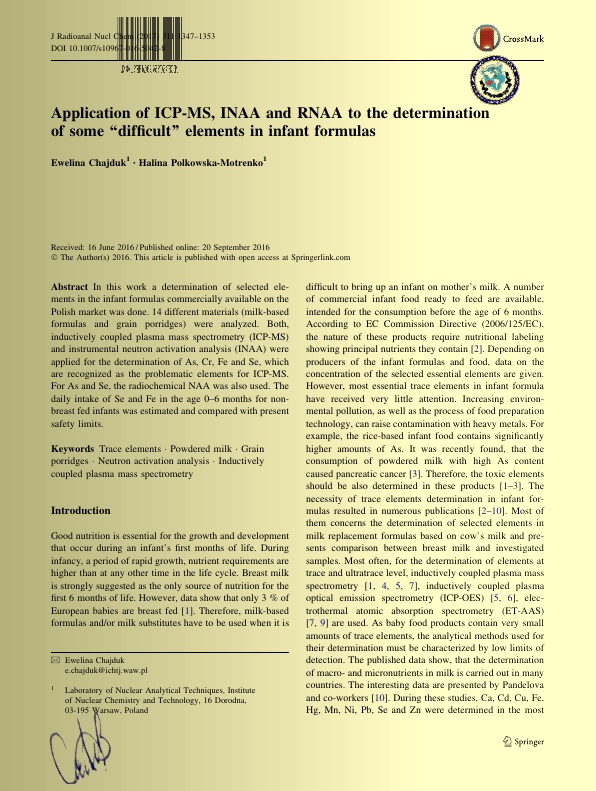 J Radioanal Nucl Chem (2017) 311:1347–1353
DOI 10.1007/s10967-016-5042-8
CrossMark
Application of ICP-MS, INAA and RNAA to the determination
of some “difficult” elements in infant formulas
Ewelina Chajduk1 · Halina Polkowska-Motrenko1
Received: 16 June 2016 / Published online: 20 September 2016
© The Author(s) 2016. This article is published with open access at Springerlink.com
Abstract In this work a determination of selected ele-
ments in the infant formulas commercially available on the
Polish market was done. 14 different materials (milk-based
formulas and grain porridges) were analyzed. Both,
inductively coupled plasma mass spectrometry (ICP-MS)
and instrumental neutron activation analysis (INAA) were
applied for the determination of As, Cr, Fe and Se, which
are recognized as the problematic elements for ICP-MS.
For As and Se, the radiochemical NAA was also used. The
daily intake of Se and Fe in the age 0–6 months for non-
breast fed infants was estimated and compared with present
safety limits.
Keywords Trace elements · Powdered milk · Grain
porridges · Neutron activation analysis · Inductively
coupled plasma mass spectrometry
Introduction
Good nutrition is essential for the growth and development
that occur during an infant’s first months of life. During
infancy, a period of rapid growth, nutrient requirements are
higher than at any other time in the life cycle. Breast milk
is strongly suggested as the only source of nutrition for the
first 6 months of life. However, data show that only 3 % of
European babies are breast fed [1]. Therefore, milk-based
formulas and/or milk substitutes have to be used when it is
Ewelina Chajduk
e.chajduk@ichtj.waw.pl
1 Laboratory of Nuclear Analytical Techniques, Institute
of Nuclear Chemistry and Technology, 16 Dorodna,
03-195 Warsaw, Poland
difficult to bring up an infant on mother’s milk. A number
of commercial infant food ready to feed are available,
intended for the consumption before the age of 6 months.
According to EC Commission Directive (2006/125/EC),
the nature of these products require nutritional labeling
showing principal nutrients they contain [2]. Depending on
producers of the infant formulas and food, data on the
concentration of the selected essential elements are given.
However, most essential trace elements in infant formula
have received very little attention. Increasing environ-
mental pollution, as well as the process of food preparation
technology, can raise contamination with heavy metals. For
example, the rice-based infant food contains significantly
higher amounts of As. It was recently found, that the
consumption of powdered milk with high As content
caused pancreatic cancer [3]. Therefore, the toxic elements
should be also determined in these products [1–3]. The
necessity of trace elements determination in infant for-
mulas resulted in numerous publications [2–10]. Most of
them concerns the determination of selected elements in
milk replacement formulas based on cow’s milk and pre-
sents comparison between breast milk and investigated
samples. Most often, for the determination of elements at
trace and ultratrace level, inductively coupled plasma mass
spectrometry [1, 4, 5, 7], inductively coupled plasma
optical emission spectrometry (ICP-OES) [5, 6], elec-
trothermal atomic absorption spectrometry (ET-AAS)
[7, 9] are used. As baby food products contain very small
amounts of trace elements, the analytical methods used for
their determination must be characterized by low limits of
detection. The published data show, that the determination
of macro- and micronutrients in milk is carried out in many
countries. The interesting data are presented by Pandelova
and co-workers [10]. During these studies, Ca, Cd, Cu, Fe,
Hg, Mn, Ni, Pb, Se and Zn were determined in the most
Springer